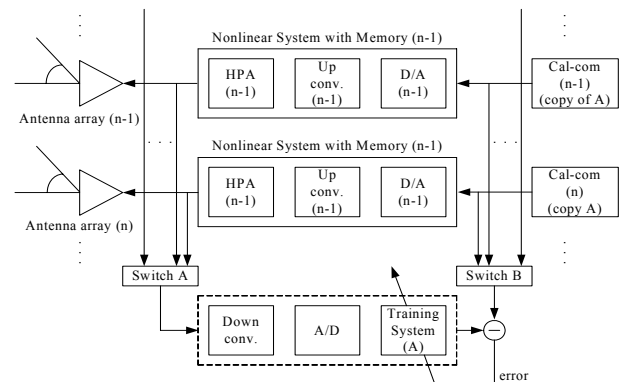 Nonlinear System with Memory (n-1)
HPA
(n-1)
Up
conv.
(n-1)
D/A
(n-1)
Cal-com
(n-1)
(copy of A)
Antenna array (n-1)
Nonlinear System with Memory (n-1)
HPA
(n-1)
Up
conv.
(n-1)
D/A
(n-1)
Cal-com
(n)
(copy A)
Antenna array (n)
Switch A
Switch B
Down
conv.
A/D
Training
System
(A)
error